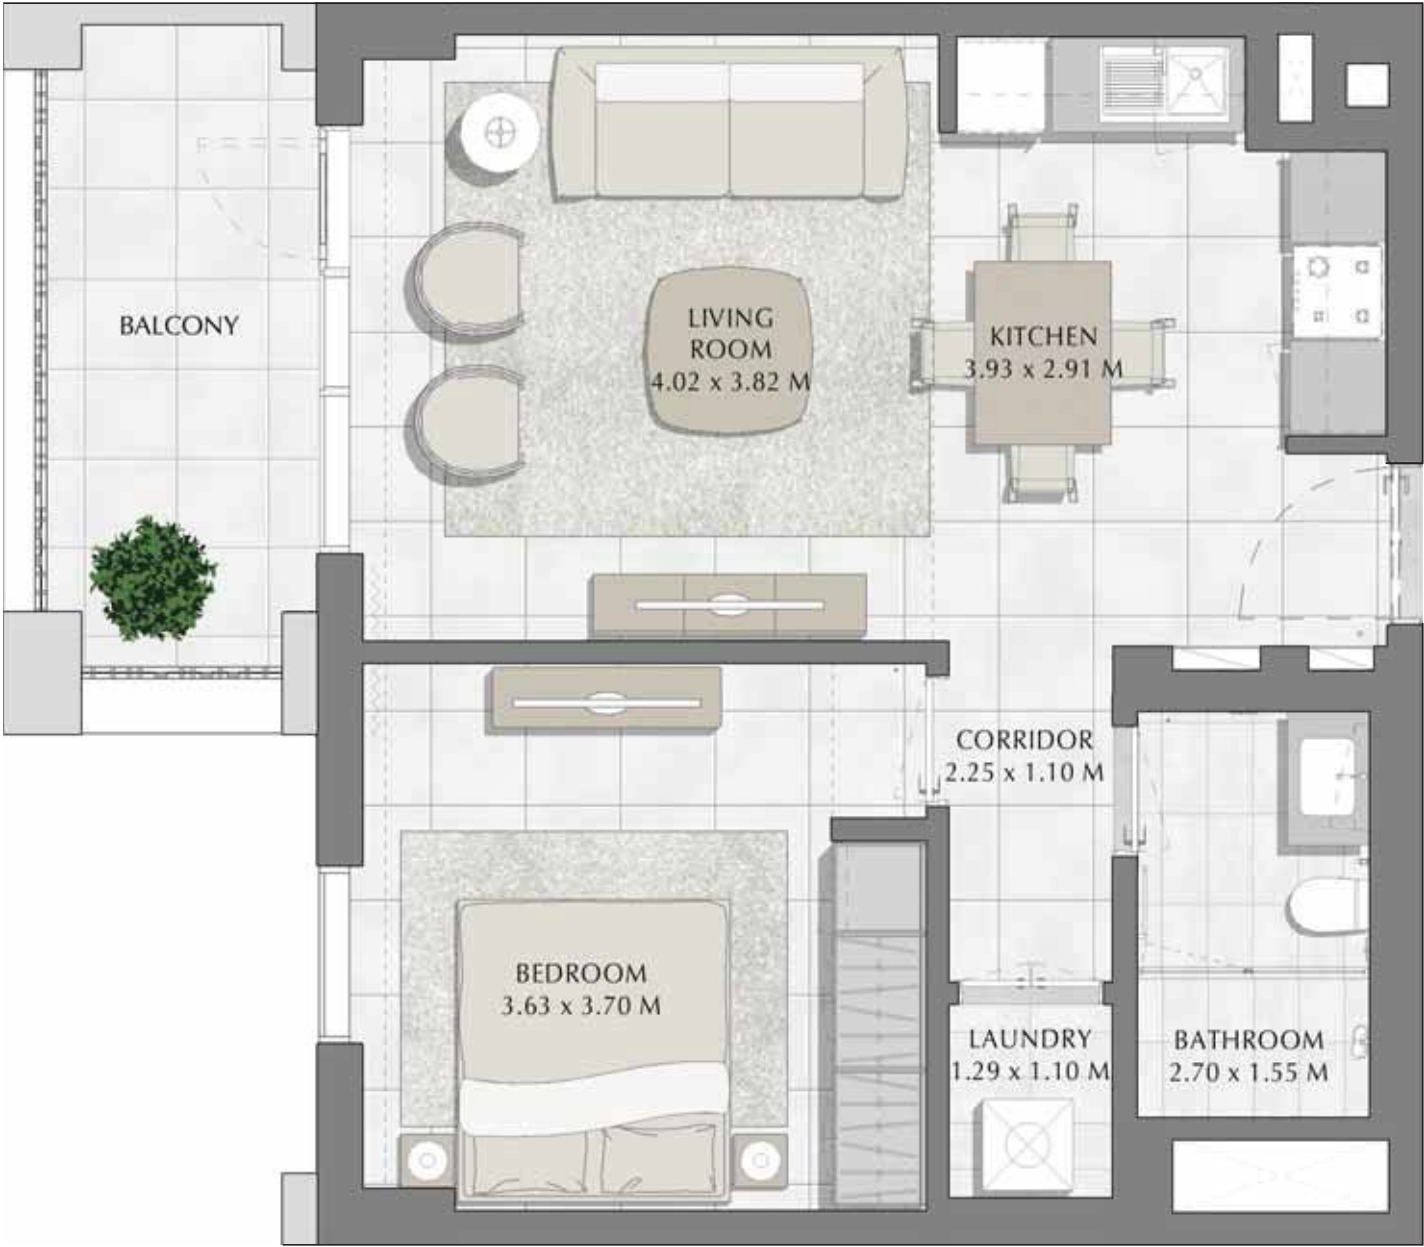 BALCONY
LIVING
ROOM
4.02 x 3.82 M
KITCHEN
3.93 x 2.91 M
CORRIDOR
2.25 x 1.10 M
BEDROOM
3.63 x 3.70 M
LAUNDRY
1.29 x 1.10 M
BATHROOM
2.70 x 1.55 M